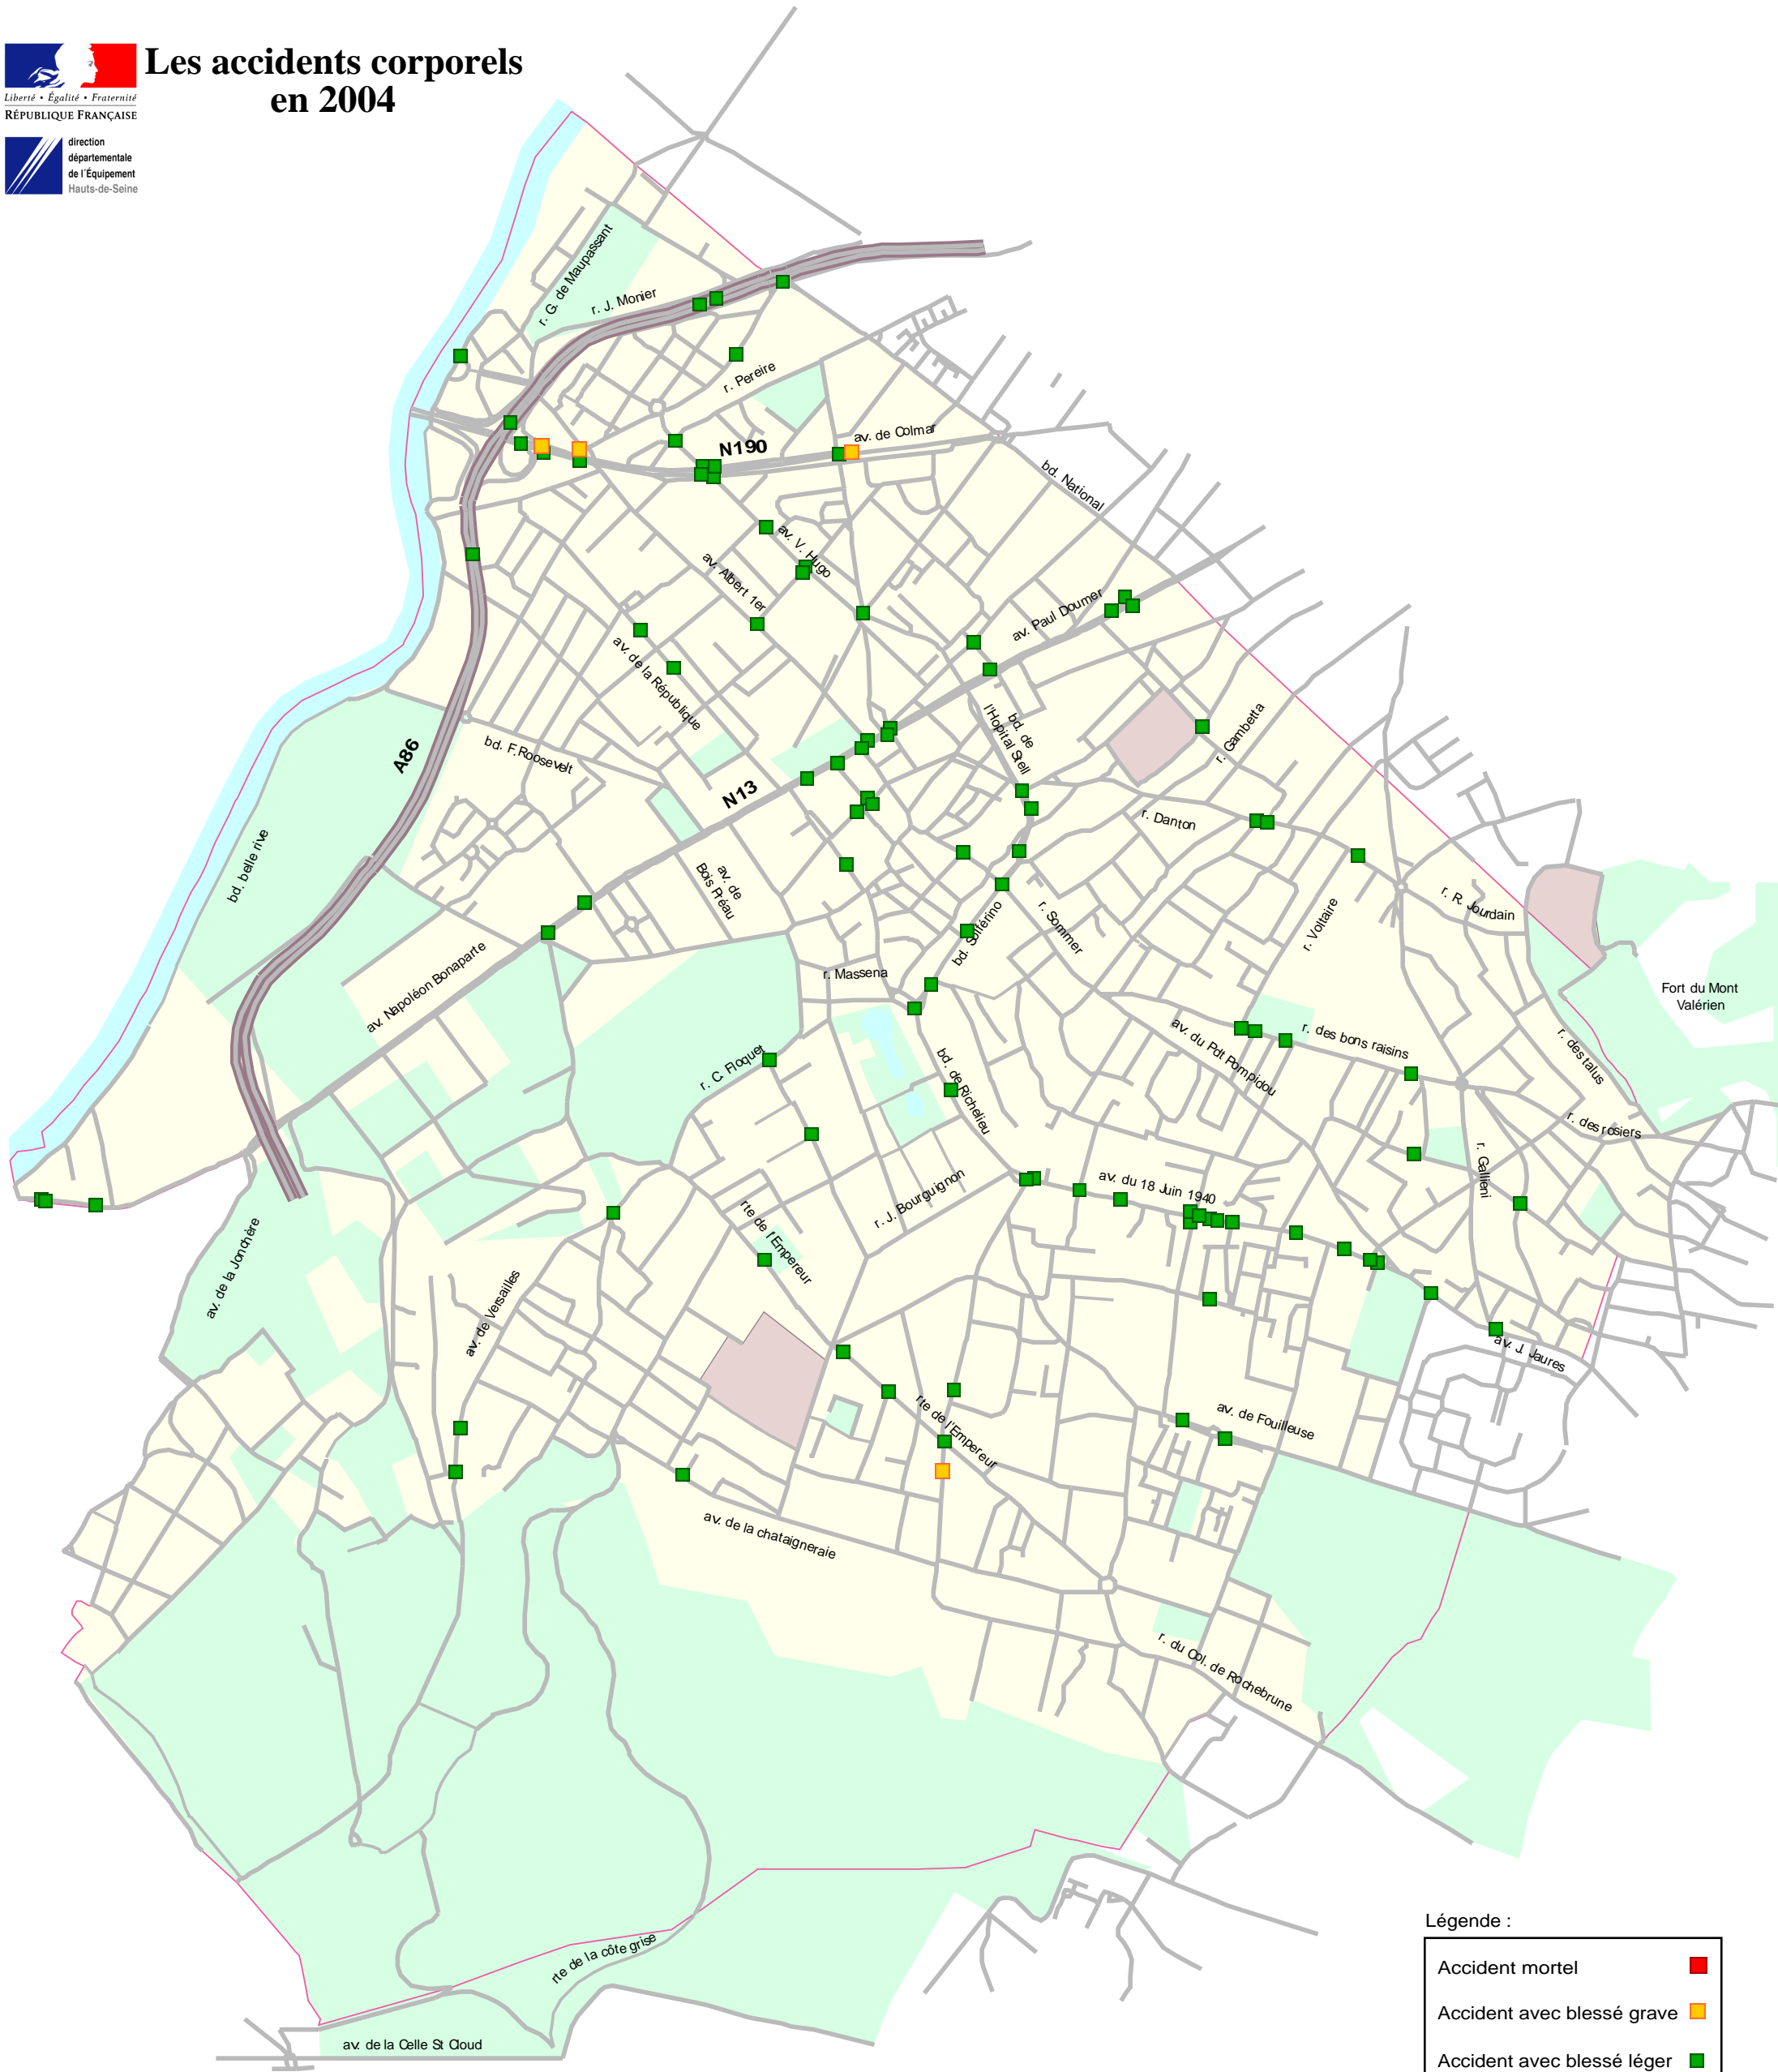 Les accidents corporels
en 2004
Liberté • Égalité • Fraternité
RÉPUBLIQUE FRANÇAISE
direction
départementale
de l'Équipement
Hauts-de-Seine
r. G. de Maupassant
r. J. Monier
r. Pereire
N190
av. de Colmar
bd. National
av. V. Hugo
av. Albert 1er
av. Paul Doumer
av. de la République
bd. de
l'Hopital Stell
r. Gambetta
A86
bd. F.Roosevelt
N13
r. Danton
bd. belle rive
av. de
Bois Préau
r. R. Jourdain
r. Voltaire
r. Sommer
bd. Solférino
av. Napoléon Bonaparte
r. Massena
Fort du Mont
Valérien
r. des bons raisins
av. du Pdt Pompidou
r. des talus
r. C. Floquet
bd. de Richelieu
r. des rosiers
r. Gallieni
av. du 18 Juin 1940
r. J. Bourguignon
rte de l'Empereur
av. de la Jonchère
av. de Versailles
av. J. Jaures
av. de Fouilleuse
rte de l'Empereur
av. de la chataigneraie
r. du Col. de Rochebrune
rte de la côte grise
av. de la Celle St Cloud
Légende :
Accident mortel
Accident avec blessé grave
Accident avec blessé léger